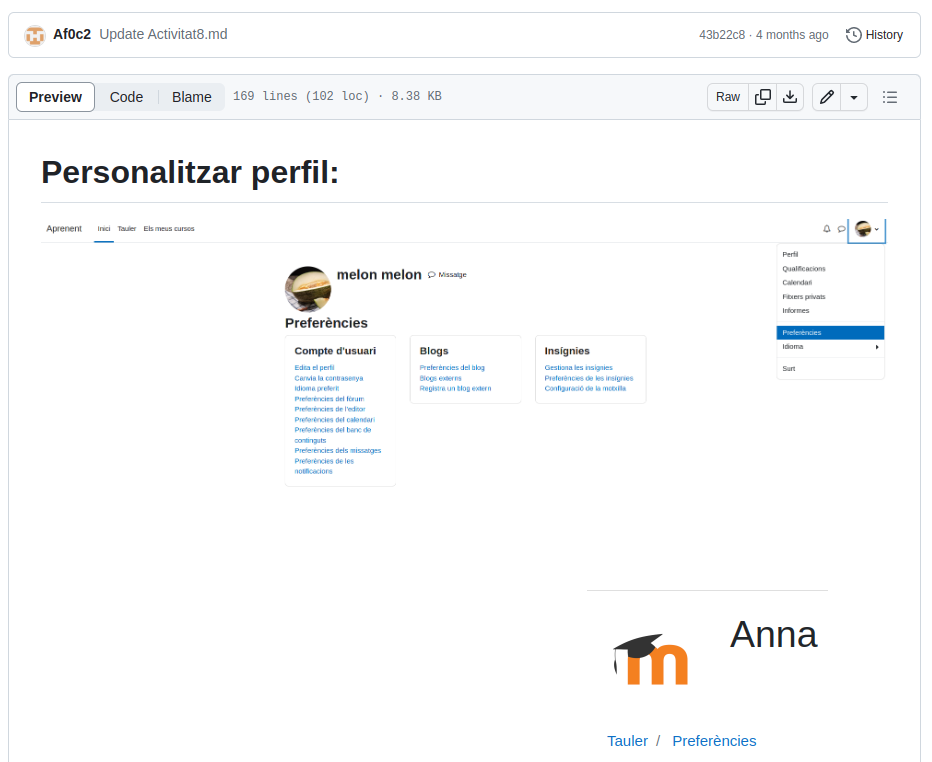 Af0c2 Update Activitat8.md 43b22c8 · 4 months ago History
Preview Code Blame 169 lines (102 loc) · 8.38 KB Raw
Personalitzar perfil:
Aprenent Inici Tauler Els meus cursos
Perfil
Qualificacions
Calendari
Fitxers privats
Informes
Preferències
Idioma
Surt
melon melon Missatge
Preferències
Compte d'usuari
Edita el perfil
Canvia la contrasenya
Idioma preferit
Preferències del fòrum
Preferències de l'editor
Preferències del calendari
Preferències del banc de
continguts
Preferències dels missatges
Preferències de les
notificacions
Blogs
Preferències del blog
Blogs externs
Registra un blog extern
Insígnies
Gestiona les insígnies
Preferències de les insígnies
Configuració de la motxilla
m Anna
Tauler / Preferències